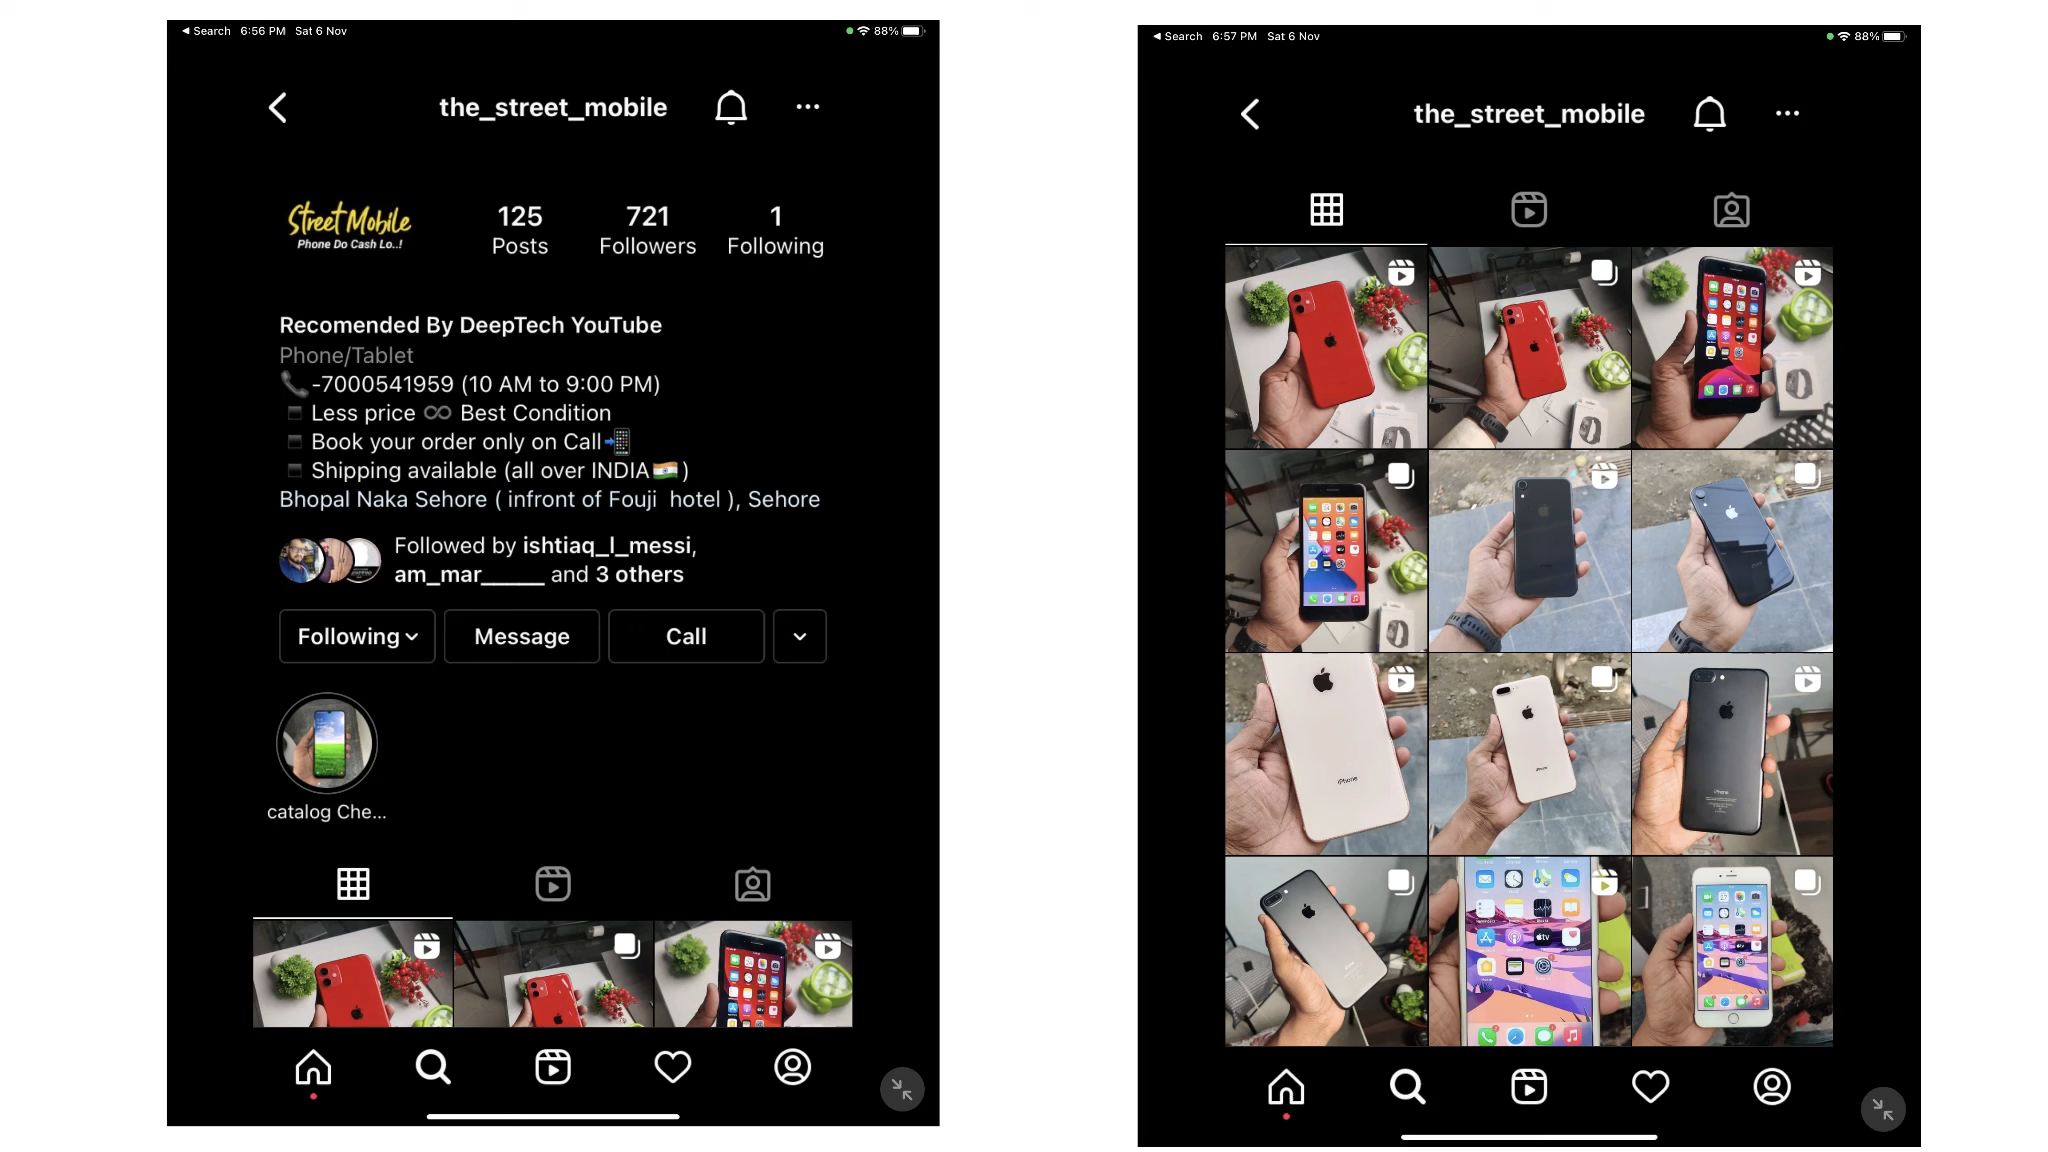 Search 6:56 PM Sat 6 Nov 88%
the_street_mobile
Street Mobile
Phone Do Cash Lo..!
125 721 1
Posts Followers Following
Recomended By DeepTech YouTube
Phone/Tablet
-7000541959 (10 AM to 9:00 PM)
Less price ♾ Best Condition
Book your order only on Call📲
Shipping available (all over INDIA🇮🇳)
Bhopal Naka Sehore ( infront of Fouji hotel ), Sehore
Followed by ishtiaq_l_messi,
am_mar_____ and 3 others
Following Message Call
catalog Che...
Search 6:57 PM Sat 6 Nov 88%
the_street_mobile
iPhone
iPhone
iPhone
tv